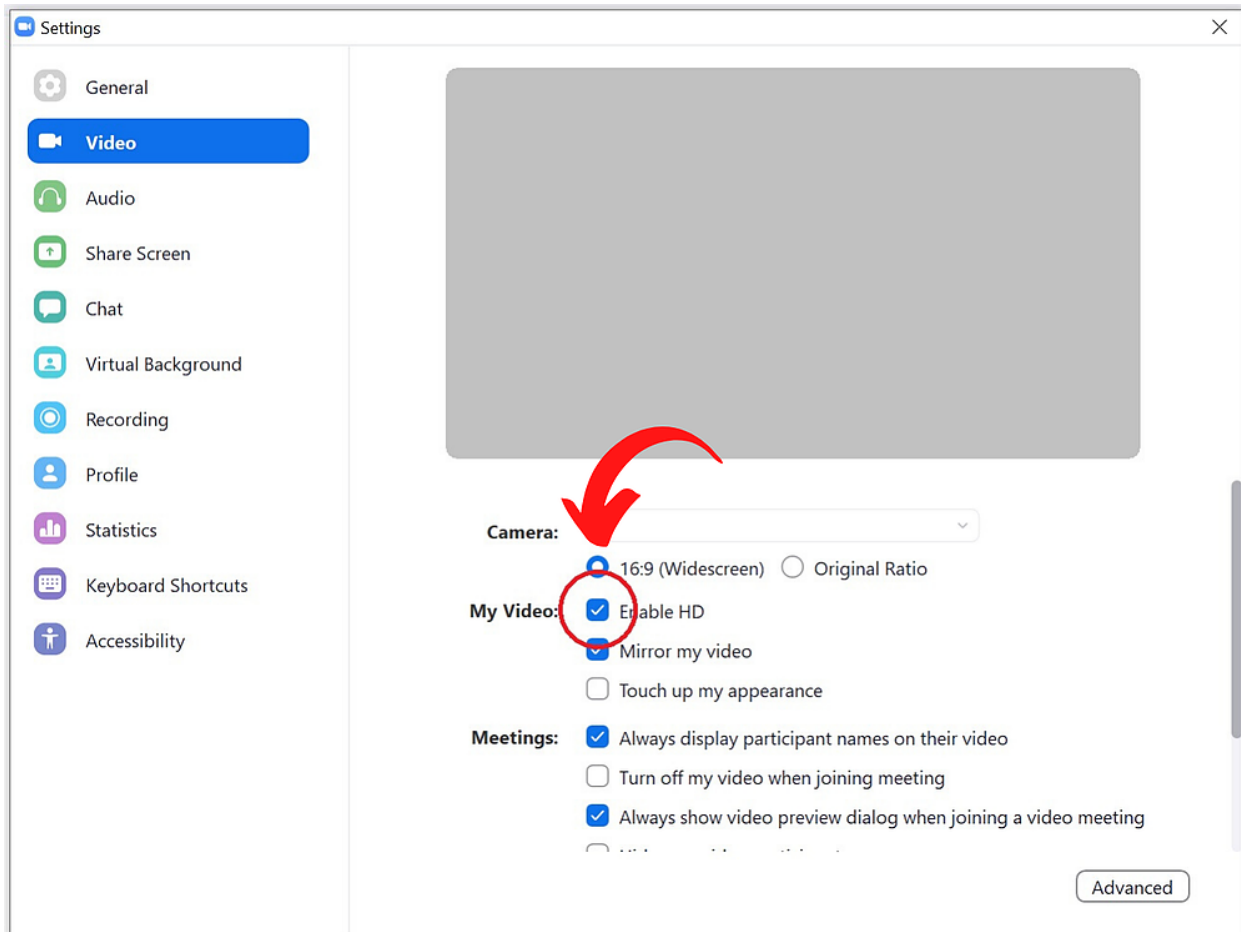 Settings
General
Video
Audio
Share Screen
Chat
Virtual Background
Recording
Profile
Statistics
Keyboard Shortcuts
Accessibility
Camera:
16:9 (Widescreen) Original Ratio
My Video: Enable HD
Mirror my video
Touch up my appearance
Meetings: Always display participant names on their video
Turn off my video when joining meeting
Always show video preview dialog when joining a video meeting
Advanced